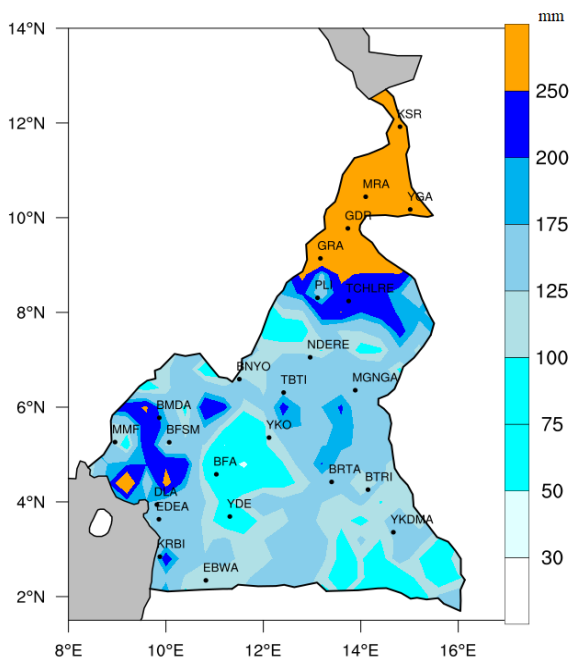 14°N
mm
250
12°N
KSR
200
MRA
YGA
10°N
GDR
175
GRA
PLI
TCHLRE
8°N
125
NDERE
BNYO
TBTI
MGNGA
100
6°N
BMDA
MMF
BFSM
YKO
75
BFA
BRTA
BTRI
4°N
DLA
EDEA
YDE
YKDMA
50
KRBI
EBWA
30
2°N
8°E
10°E
12°E
14°E
16°E